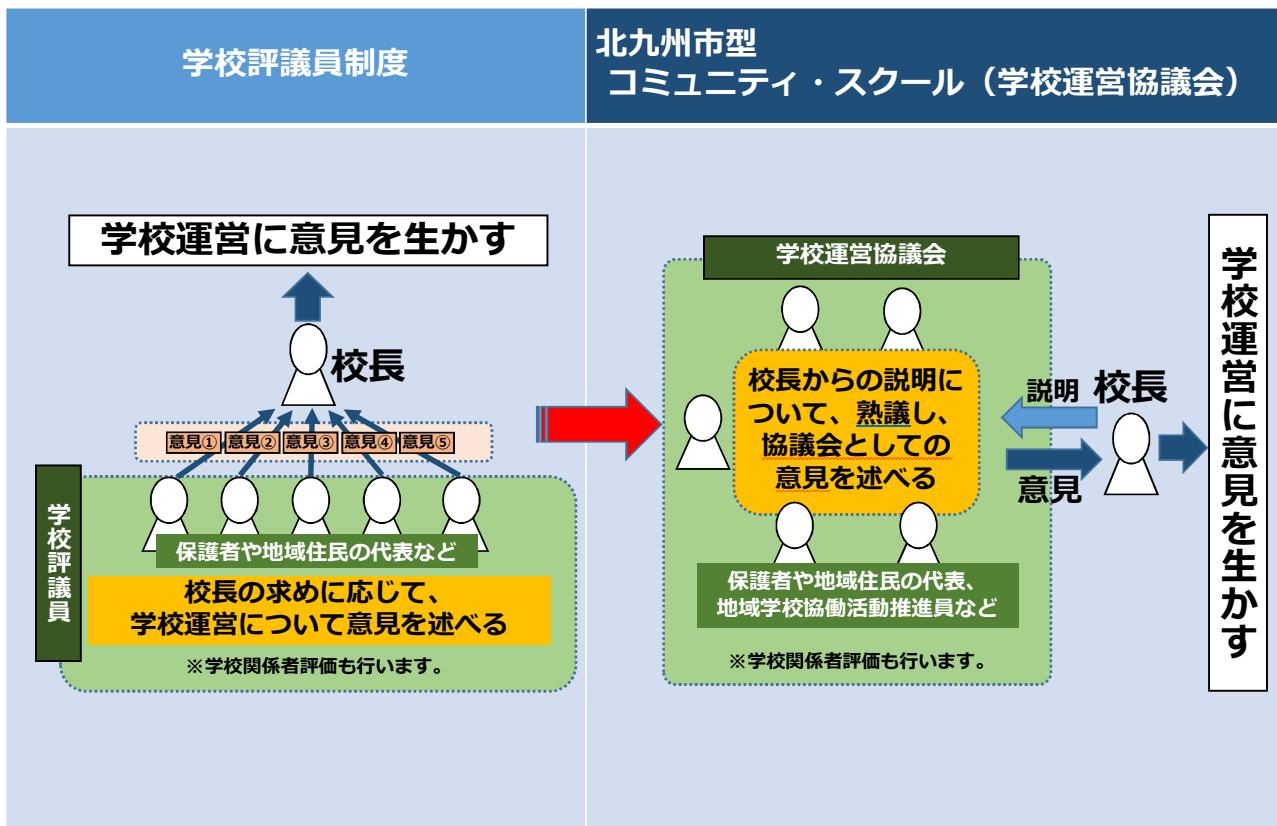 学校評議員制度
学校運営に意見を生かす
校長
意見①
意見②
意見③
意見④
意見⑤
学校評議員
保護者や地域住民の代表など
校長の求めに応じて、
学校運営について意見を述べる
※学校関係者評価も行います。
北九州市型
コミュニティ・スクール（学校運営協議会）
学校運営協議会
校長からの説明に
ついて、熟議し、
協議会としての
意見を述べる
保護者や地域住民の代表、
地域学校協働活動推進員など
※学校関係者評価も行います。
説明
校長
意見
学校運営に意見を生かす